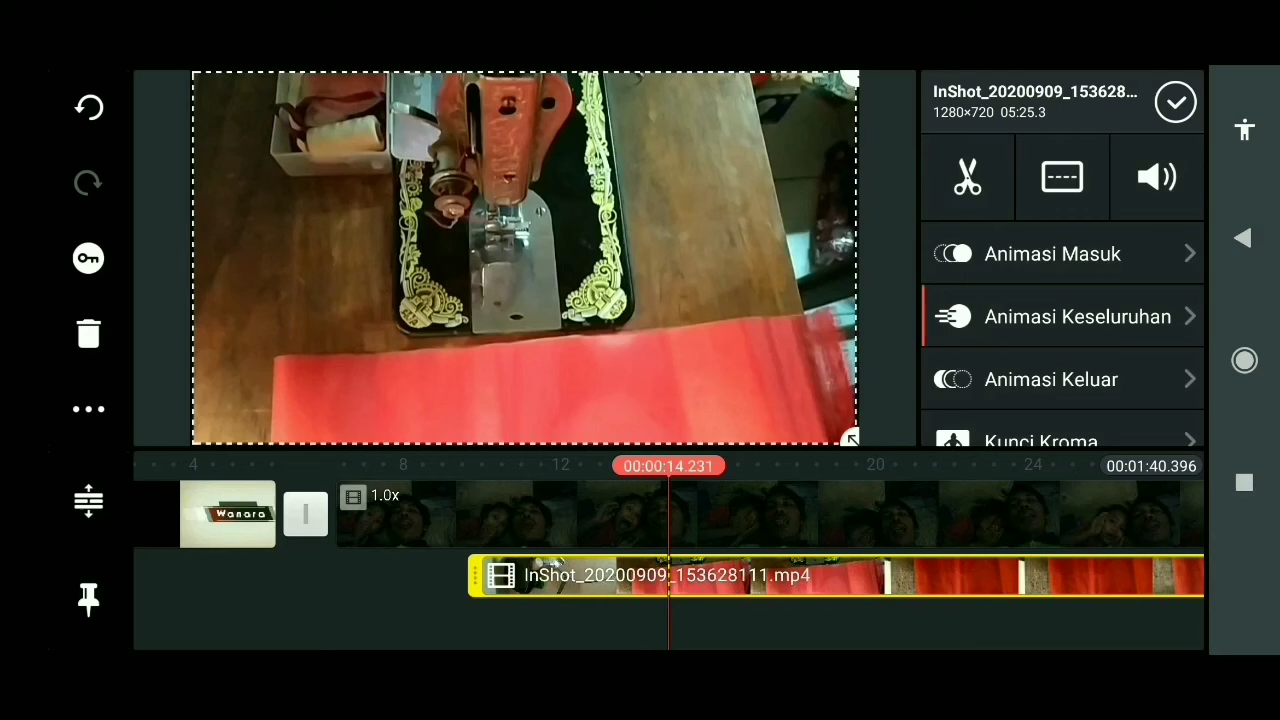 InShot_20200909_153628...
1280×720 05:25.3
Animasi Masuk
Animasi Keseluruhan
Animasi Keluar
Kunci Kroma
4
8
12
00:00:14.231
20
24
00:01:40.396
Wanara
1.0x
InShot_20200909_153628111.mp4